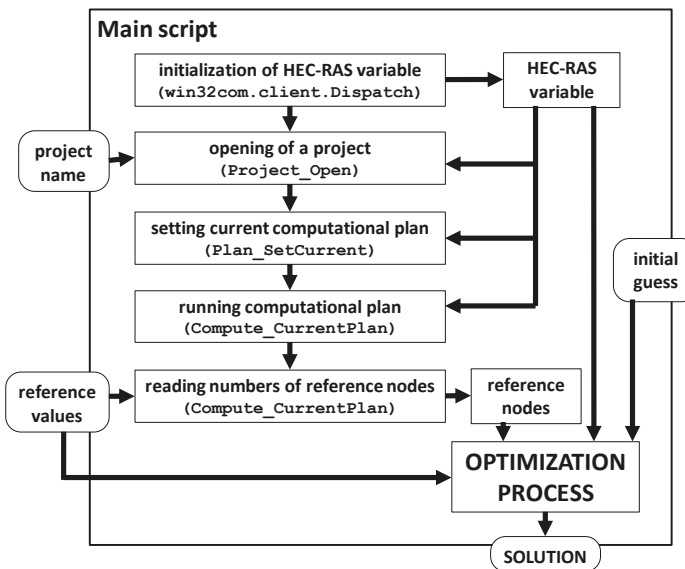 Main script
initialization of HEC-RAS variable
(win32com.client.Dispatch)
HEC-RAS
variable
project
name
opening of a project
(Project_Open)
setting current computational plan
(Plan_SetCurrent)
initial
guess
running computational plan
(Compute_CurrentPlan)
reference
values
reading numbers of reference nodes
(Compute_CurrentPlan)
reference
nodes
OPTIMIZATION
PROCESS
SOLUTION